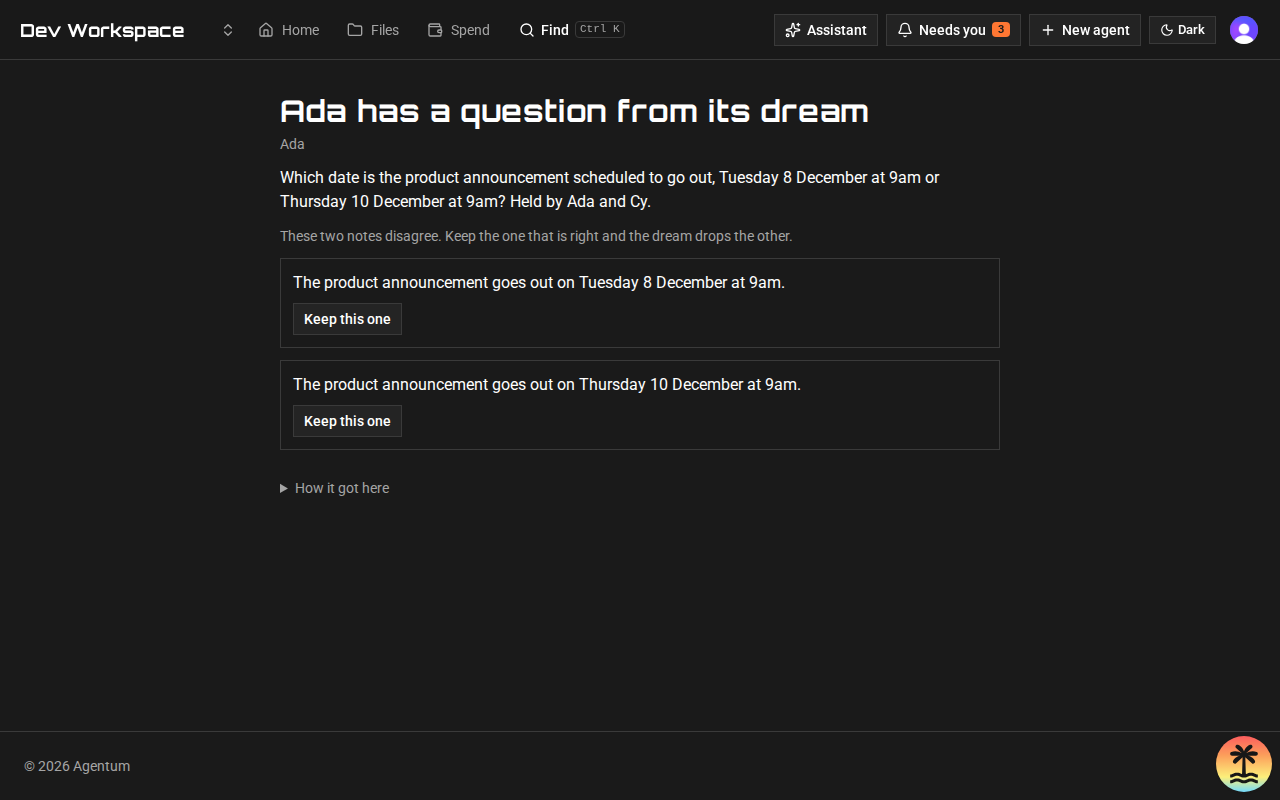 Dev Workspace
Home
Files
Spend
Find Ctrl K
Assistant
Needs you 3
New agent
Dark
Ada has a question from its dream
Ada
Which date is the product announcement scheduled to go out, Tuesday 8 December at 9am or
Thursday 10 December at 9am? Held by Ada and Cy.
These two notes disagree. Keep the one that is right and the dream drops the other.
The product announcement goes out on Tuesday 8 December at 9am.
Keep this one
The product announcement goes out on Thursday 10 December at 9am.
Keep this one
How it got here
© 2026 Agentum